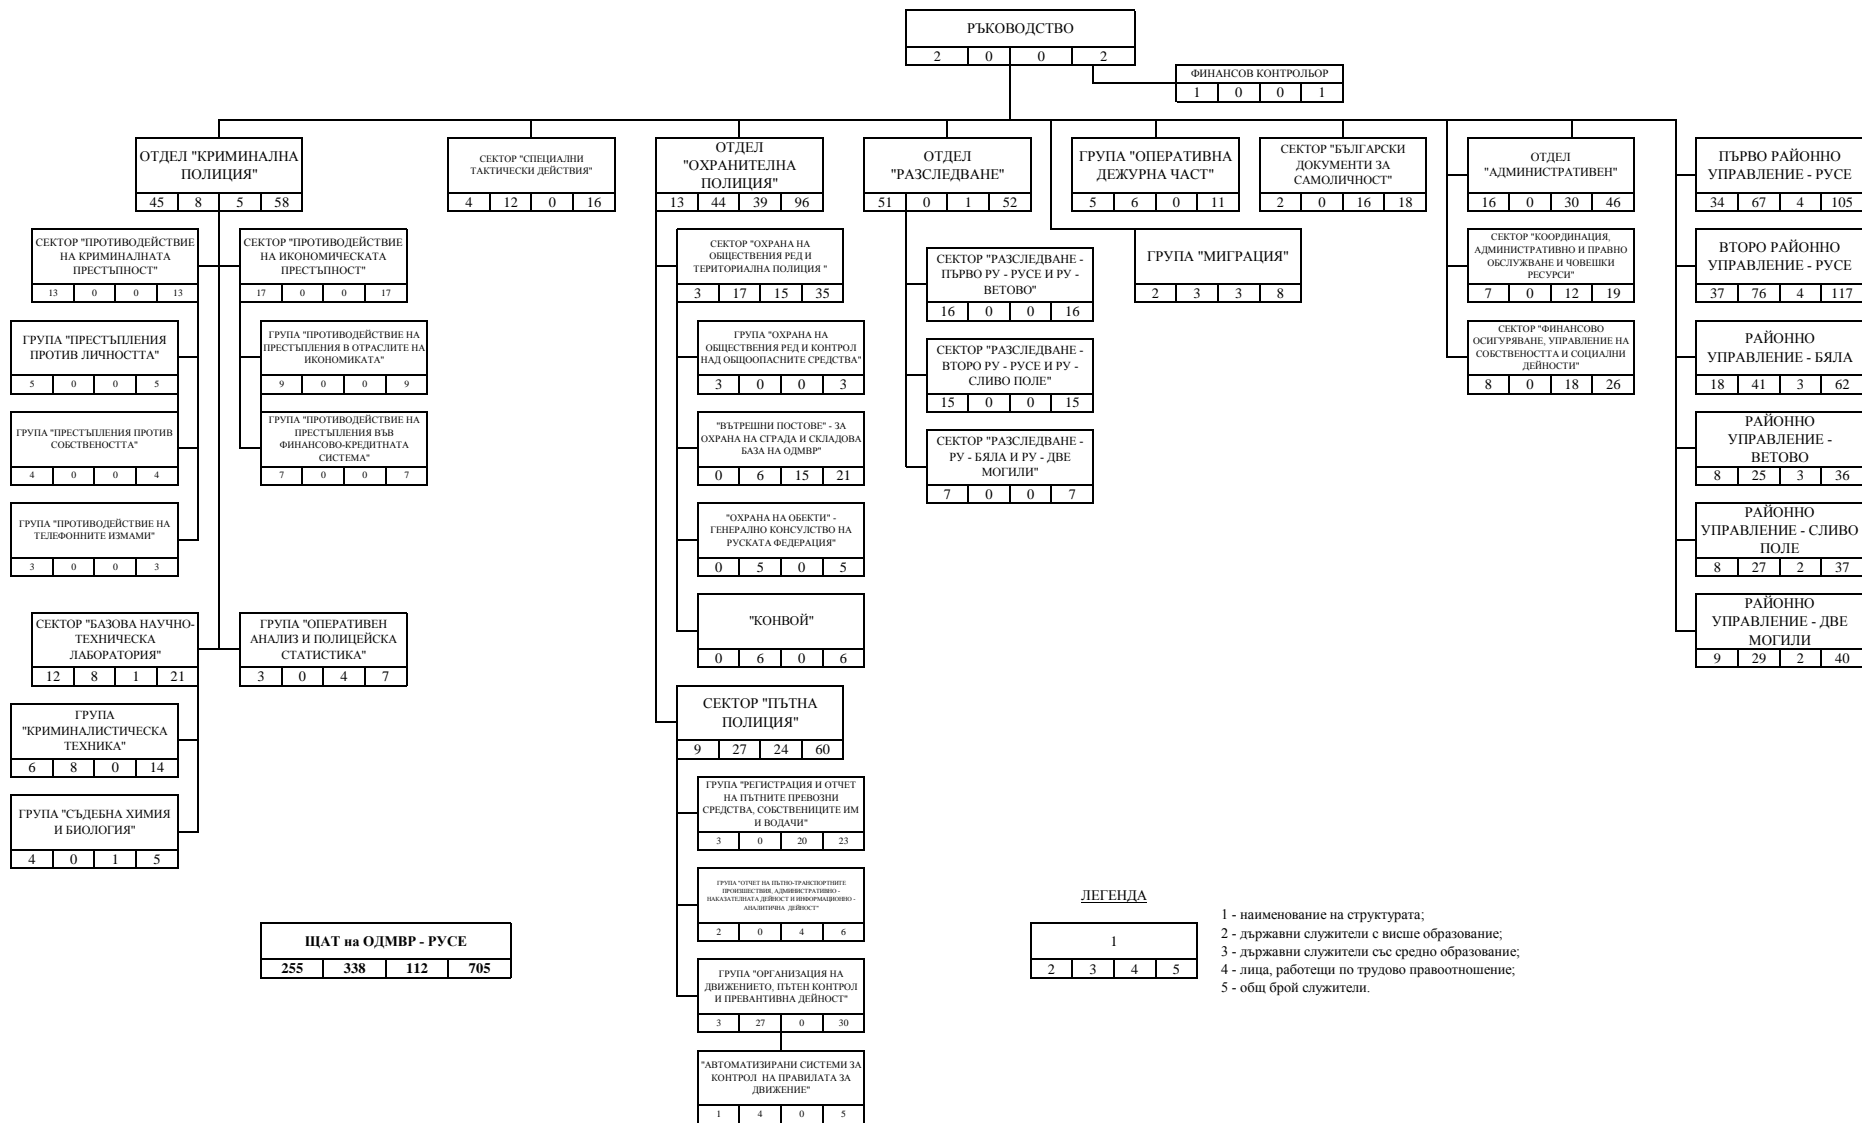 РЪКОВОДСТВО
2 0 0 2
ФИНАНСОВ КОНТРОЛЬОР
1 0 0 1
ОТДЕЛ "КРИМИНАЛНА
ПОЛИЦИЯ"
45 8 5 58
СЕКТОР "СПЕЦИАЛНИ
ТАКТИЧЕСКИ ДЕЙСТВИЯ"
4 12 0 16
ОТДЕЛ
"ОХРАНИТЕЛНА
ПОЛИЦИЯ"
13 44 39 96
ОТДЕЛ
"РАЗСЛЕДВАНЕ"
51 0 1 52
ГРУПА "ОПЕРАТИВНА
ДЕЖУРНА ЧАСТ"
5 6 0 11
СЕКТОР "БЪЛГАРСКИ
ДОКУМЕНТИ ЗА
САМОЛИЧНОСТ"
2 0 16 18
ОТДЕЛ
"АДМИНИСТРАТИВЕН"
16 0 30 46
ПЪРВО РАЙОННО
УПРАВЛЕНИЕ - РУСЕ
34 67 4 105
СЕКТОР "ПРОТИВОДЕЙСТВИЕ
НА КРИМИНАЛНАТА
ПРЕСТЪПНОСТ"
13 0 0 13
СЕКТОР "ПРОТИВОДЕЙСТВИЕ
НА ИКОНОМИЧЕСКАТА
ПРЕСТЪПНОСТ"
17 0 0 17
СЕКТОР "ОХРАНА НА
ОБЩЕСТВЕНИЯ РЕД И
ТЕРИТОРИАЛНА ПОЛИЦИЯ "
3 17 15 35
СЕКТОР "РАЗСЛЕДВАНЕ -
ПЪРВО РУ - РУСЕ И РУ -
ВЕТОВО"
16 0 0 16
ГРУПА "МИГРАЦИЯ"
2 3 3 8
СЕКТОР "КООРДИНАЦИЯ,
АДМИНИСТРАТИВНО И ПРАВНО
ОБСЛУЖВАНЕ И ЧОВЕШКИ
РЕСУРСИ"
7 0 12 19
ВТОРО РАЙОННО
УПРАВЛЕНИЕ - РУСЕ
37 76 4 117
ГРУПА "ПРЕСТЪПЛЕНИЯ
ПРОТИВ ЛИЧНОСТТА"
5 0 0 5
ГРУПА "ПРОТИВОДЕЙСТВИЕ НА
ПРЕСТЪПЛЕНИЯ В ОТРАСЛИТЕ НА
ИКОНОМИКАТА"
9 0 0 9
ГРУПА "ОХРАНА НА
ОБЩЕСТВЕНИЯ РЕД И КОНТРОЛ
НАД ОБЩООПАСНИТЕ СРЕДСТВА"
3 0 0 3
СЕКТОР "РАЗСЛЕДВАНЕ -
ВТОРО РУ - РУСЕ И РУ -
СЛИВО ПОЛЕ"
15 0 0 15
СЕКТОР "ФИНАНСОВО
ОСИГУРЯВАНЕ, УПРАВЛЕНИЕ НА
СОБСТВЕНОСТТА И СОЦИАЛНИ
ДЕЙНОСТИ"
8 0 18 26
РАЙОННО
УПРАВЛЕНИЕ - БЯЛА
18 41 3 62
ГРУПА "ПРЕСТЪПЛЕНИЯ ПРОТИВ
СОБСТВЕНОСТТА"
4 0 0 4
ГРУПА "ПРОТИВОДЕЙСТВИЕ НА
ПРЕСТЪПЛЕНИЯ ВЪВ
ФИНАНСОВО-КРЕДИТНАТА
СИСТЕМА"
7 0 0 7
"ВЪТРЕШНИ ПОСТОВЕ" - ЗА
ОХРАНА НА СГРАДА И СКЛАДОВА
БАЗА НА ОДМВР"
0 6 15 21
СЕКТОР "РАЗСЛЕДВАНЕ -
РУ - БЯЛА И РУ - ДВЕ
МОГИЛИ"
7 0 0 7
РАЙОННО
УПРАВЛЕНИЕ -
ВЕТОВО
8 25 3 36
ГРУПА "ПРОТИВОДЕЙСТВИЕ НА
ТЕЛЕФОННИТЕ ИЗМАМИ"
3 0 0 3
"ОХРАНА НА ОБЕКТИ" -
ГЕНЕРАЛНО КОНСУЛСТВО НА
РУСКАТА ФЕДЕРАЦИЯ"
0 5 0 5
РАЙОННО
УПРАВЛЕНИЕ - СЛИВО
ПОЛЕ
8 27 2 37
СЕКТОР "БАЗОВА НАУЧНО-
ТЕХНИЧЕСКА
ЛАБОРАТОРИЯ"
12 8 1 21
ГРУПА "ОПЕРАТИВЕН
АНАЛИЗ И ПОЛИЦЕЙСКА
СТАТИСТИКА"
3 0 4 7
"КОНВОЙ"
0 6 0 6
РАЙОННО
УПРАВЛЕНИЕ - ДВЕ
МОГИЛИ
9 29 2 40
ГРУПА
"КРИМИНАЛИСТИЧЕСКА
ТЕХНИКА"
6 8 0 14
СЕКТОР "ПЪТНА
ПОЛИЦИЯ"
9 27 24 60
ГРУПА "СЪДЕБНА ХИМИЯ
И БИОЛОГИЯ"
4 0 1 5
ГРУПА "РЕГИСТРАЦИЯ И ОТЧЕТ
НА ПЪТНИТЕ ПРЕВОЗНИ
СРЕДСТВА, СОБСТВЕНИЦИТЕ ИМ
И ВОДАЧИ"
3 0 20 23
ГРУПА "ОТЧЕТ НА ПЪТНО-ТРАНСПОРТНИТЕ
ПРОИЗШЕСТВИЯ, АДМИНИСТРАТИВНО -
НАКАЗАТЕЛНАТА ДЕЙНОСТ И ИНФОРМАЦИОННО -
АНАЛИТИЧНА ДЕЙНОСТ"
2 0 4 6
ЩАТ на ОДМВР - РУСЕ
255 338 112 705
ГРУПА "ОРГАНИЗАЦИЯ НА
ДВИЖЕНИЕТО, ПЪТЕН КОНТРОЛ
И ПРЕВАНТИВНА ДЕЙНОСТ"
3 27 0 30
"АВТОМАТИЗИРАНИ СИСТЕМИ ЗА
КОНТРОЛ НА ПРАВИЛАТА ЗА
ДВИЖЕНИЕ"
1 4 0 5
ЛЕГЕНДА
1
2 3 4 5
1 - наименование на структурата;
2 - държавни служители с висше образование;
3 - държавни служители със средно образование;
4 - лица, работещи по трудово правоотношение;
5 - общ брой служители.